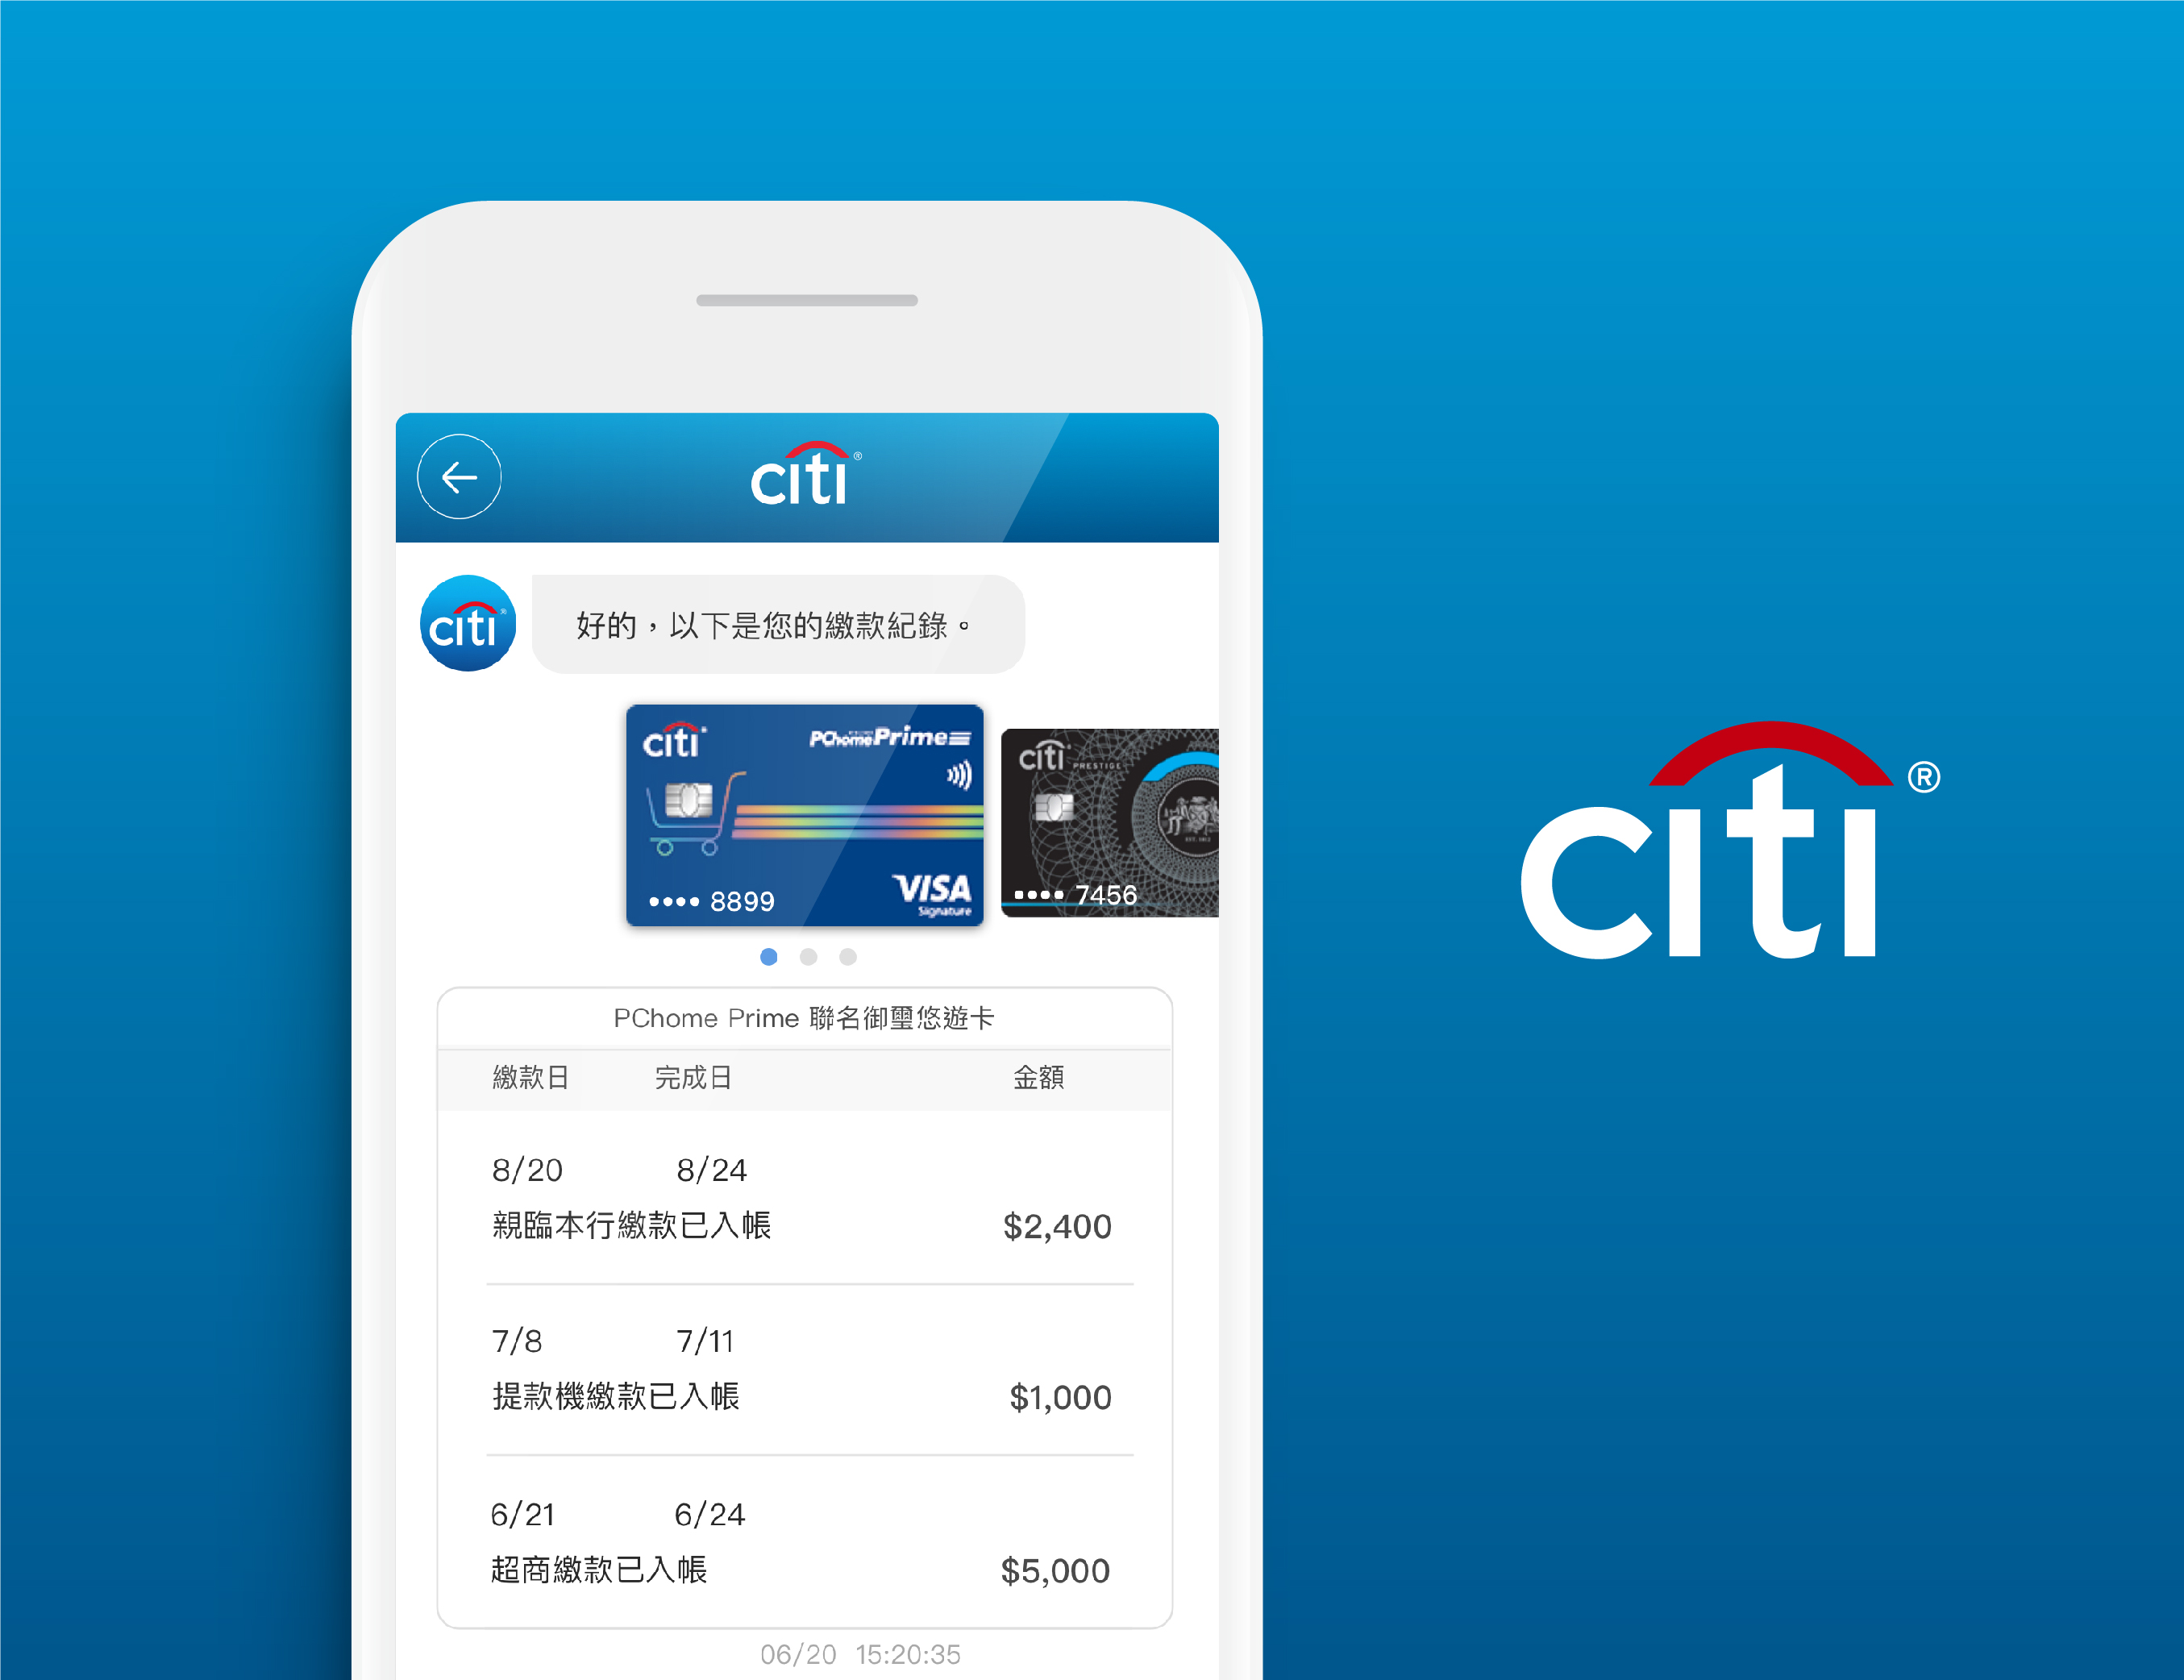 citi®
好的，以下是您的繳款紀錄。
citi®
citi
PChome Prime
•••• 8899
VISA
Signature
citi PRESTIGE
EST. 1812
•••• 7456
PChome Prime 聯名御璽悠遊卡
繳款日 完成日 金額
8/20 8/24
親臨本行繳款已入帳 $2,400
7/8 7/11
提款機繳款已入帳 $1,000
6/21 6/24
超商繳款已入帳 $5,000
06/20 15:20:35
citi®